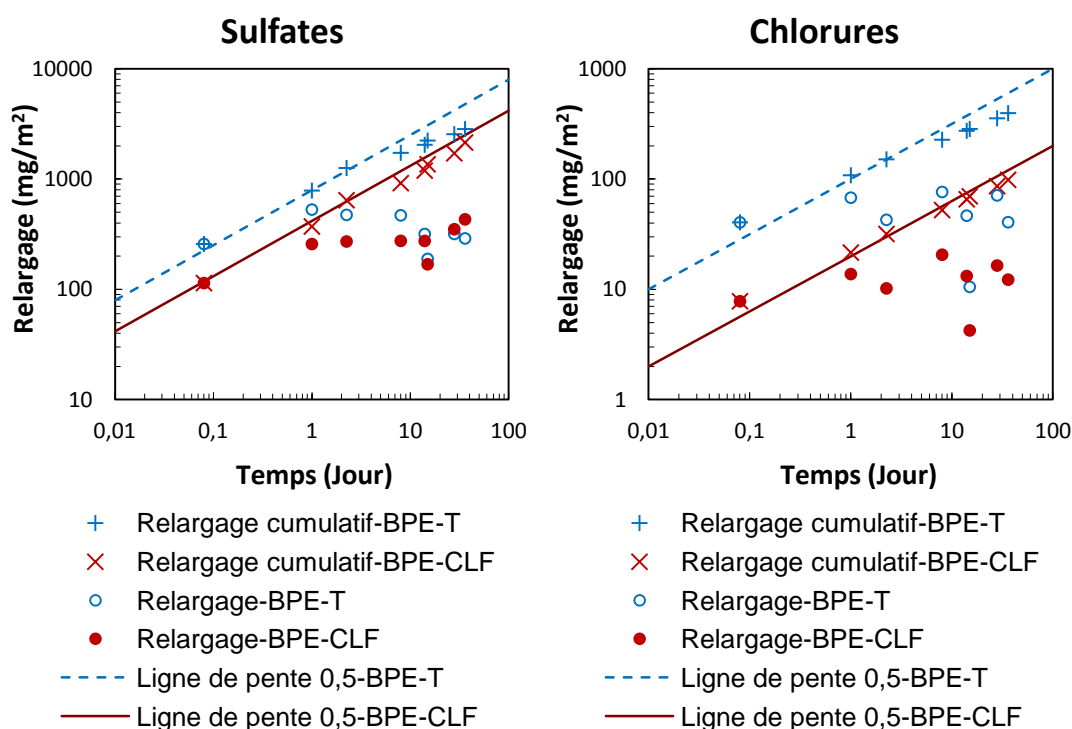 Sulfates
Relargage (mg/m²)
10000
1000
100
10
0,01
0,1
1
10
100
Temps (Jour)
Relargage cumulatif-BPE-T
Relargage cumulatif-BPE-CLF
Relargage-BPE-T
Relargage-BPE-CLF
Ligne de pente 0,5-BPE-T
Ligne de pente 0,5-BPE-CLF
Chlorures
Relargage (mg/m²)
1000
100
10
1
0,01
0,1
1
10
100
Temps (Jour)
Relargage cumulatif-BPE-T
Relargage cumulatif-BPE-CLF
Relargage-BPE-T
Relargage-BPE-CLF
Ligne de pente 0,5-BPE-T
Ligne de pente 0,5-BPE-CLF